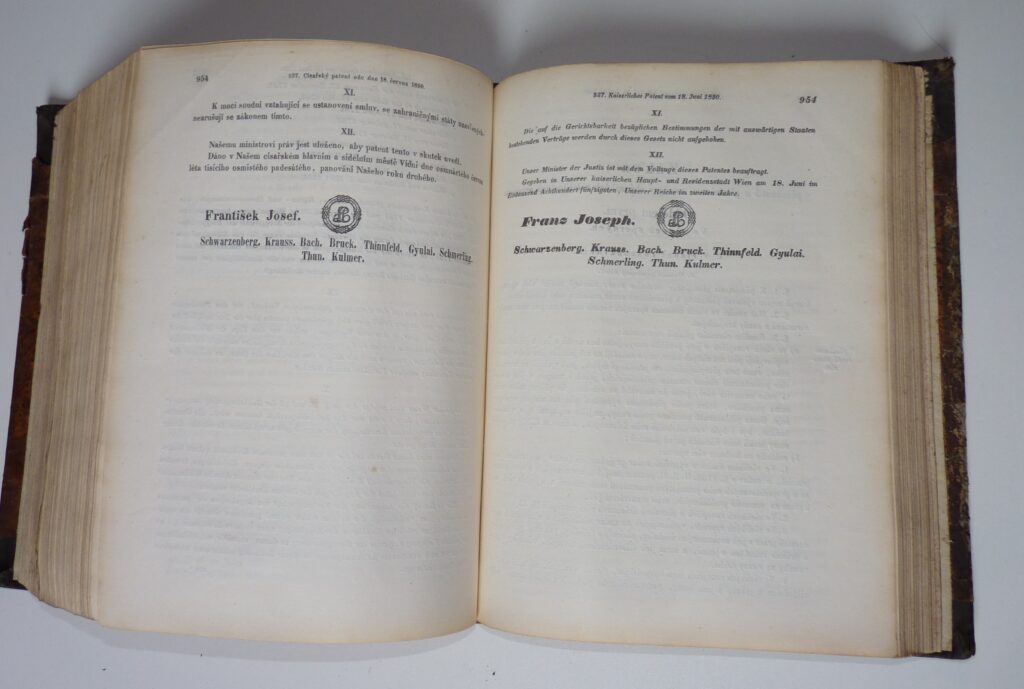 954
227. Císařský patent ode dne 18. června 1850.
XI.
K moci soudní vztahující se ustanovení smluv, se zahraničnými státy uzavřených
nezrušují se zákonem tímto.
XII.
Našemu ministrovi práv jest uloženo, aby patent tento v skutek uvedl.
Dáno v Našem císařském hlavním a sídelním městě Vídni dne osmnáctého června
léta tisícího osmistého padesátého, panování Našeho roku druhého.
František Josef.
Schwarzenberg. Krauss. Bach. Bruck. Thinnfeld. Gyulai. Schmerling.
Thun. Kulmer.
227. Kaiserliches Patent vom 18. Juni 1850.
954
XI.
Die auf die Gerichtsbarkeit bezüglichen Bestimmungen der mit auswärtigen Staaten
bestehenden Verträge werden durch dieses Gesetz nicht aufgehoben.
XII.
Unser Minister der Justiz ist mit dem Vollzuge dieses Patentes beauftragt.
Gegeben in Unserer kaiserlichen Haupt- und Residenzstadt Wien am 18. Juni im
Eintausend Achthundert fünfzigsten, Unserer Reiche im zweiten Jahre.
Franz Joseph.
Schwarzenberg. Krauss. Bach. Bruck. Thinnfeld. Gyulai.
Schmerling. Thun. Kulmer.